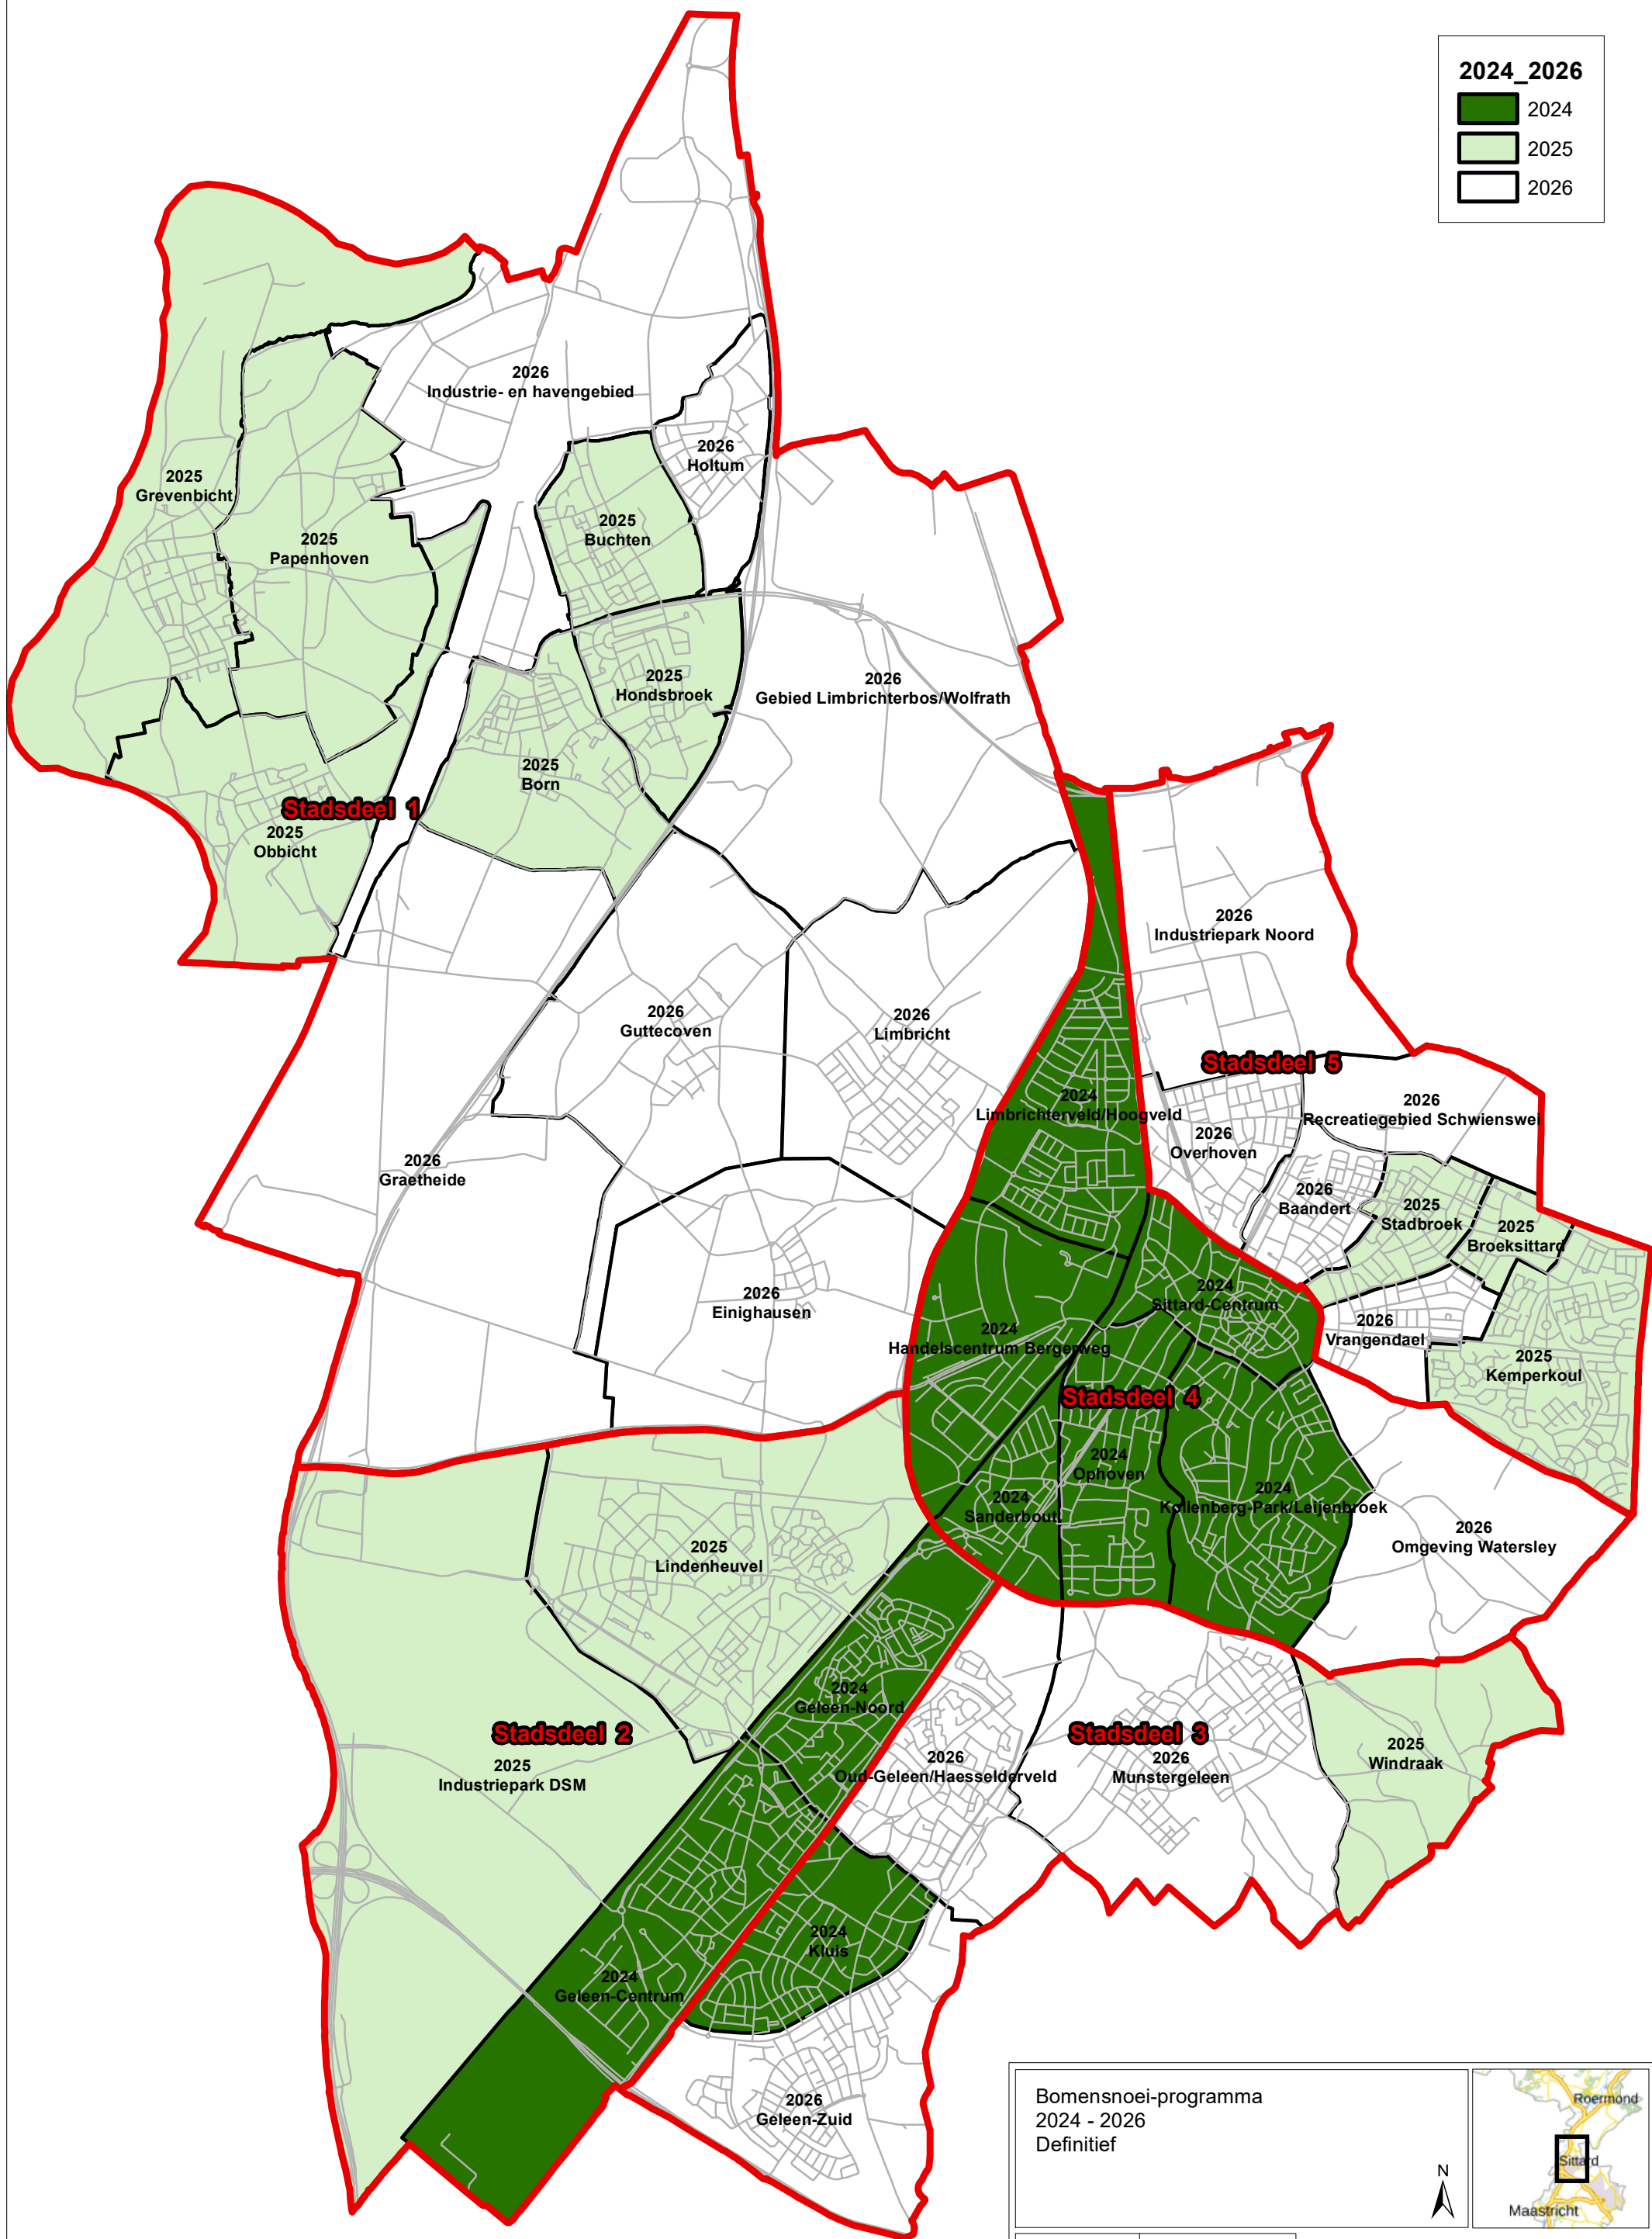 2024_2026
2024
2025
2026
2026
Industrie- en havengebied
2026
Holtum
2025
Grevenbicht
2025
Papenhoven
2025
Buchten
2025
Hondsbroek
2026
Gebied Limbrichterbos/Wolfrath
2025
Born
Stadsdeel 1
2025
Obbicht
2026
Industriepark Noord
2026
Guttecoven
2026
Limbricht
Stadsdeel 5
2024
Limbrichterveld/Hoogveld
2026
Recreatiegebied Schwienswei
2026
Overhoven
2026
Graetheide
2026
Baandert
2025
Stadbroek
2025
Broeksittard
2026
Einighausen
2024
Sittard-Centrum
2024
Handelscentrum Bergerweg
2026
Vrangendael
2025
Kemperkoul
Stadsdeel 4
2024
Ophoven
2024
Sanderbout
2024
Kollenberg-Park/Leijenbroek
2026
Omgeving Watersley
2025
Lindenheuvel
2024
Geleen-Noord
Stadsdeel 2
2025
Industriepark DSM
2026
Oud-Geleen/Haesselderveld
Stadsdeel 3
2026
Munstergeleen
2025
Windraak
2024
Kluis
2024
Geleen-Centrum
2026
Geleen-Zuid
Bomensnoei-programma
2024 - 2026
Definitief
N
Roermond
Sittard
Maastricht